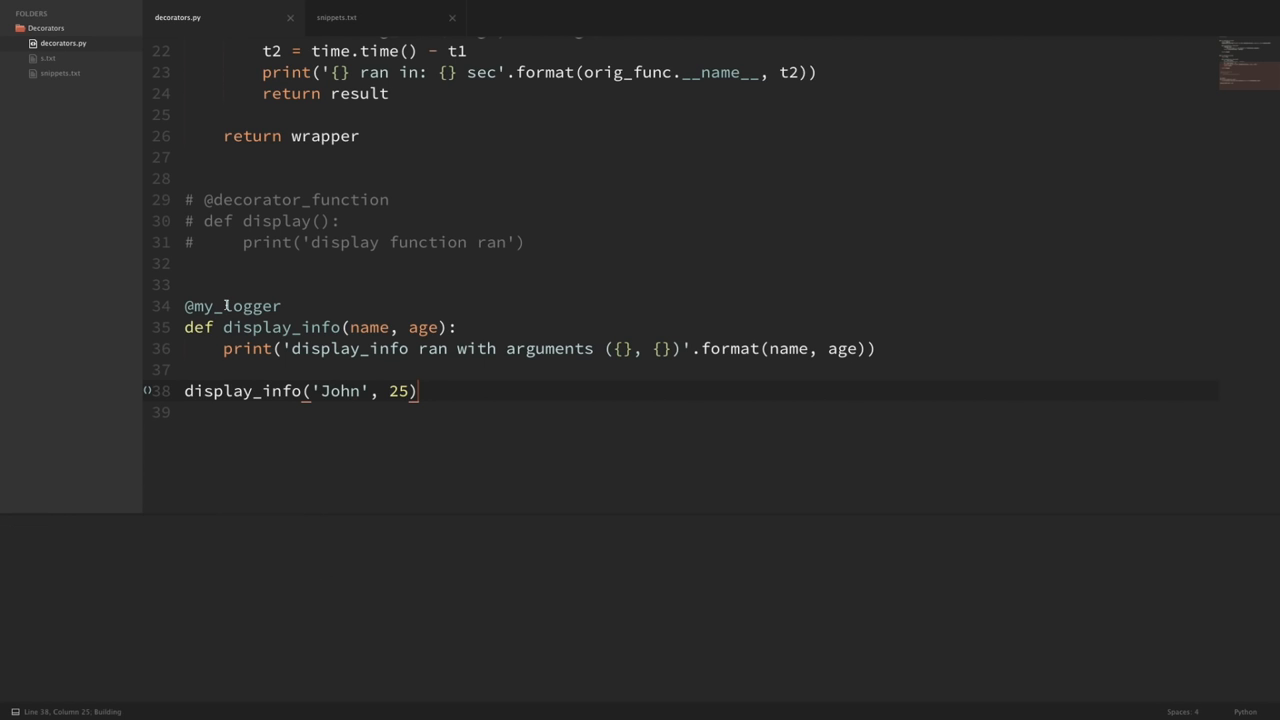 FOLDERS
Decorators
decorators.py
s.txt
snippets.txt
decorators.py
snippets.txt
22 t2 = time.time() - t1
23 print('{} ran in: {} sec'.format(orig_func.__name__, t2))
24 return result
25
26 return wrapper
27
28
29 # @decorator_function
30 # def display():
31 #     print('display function ran')
32
33
34 @my_logger
35 def display_info(name, age):
36 print('display_info ran with arguments ({}, {})'.format(name, age))
37
38 display_info('John', 25)
39
Line 38, Column 25; Building
Spaces: 4
Python